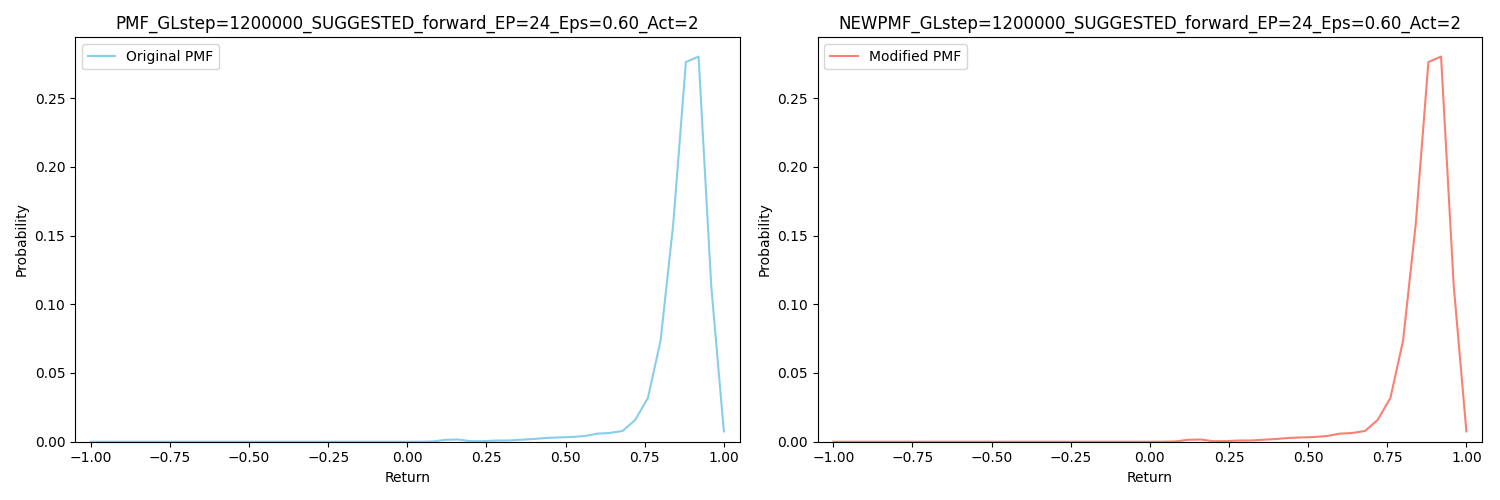 PMF_GLstep=1200000_SUGGESTED_forward_EP=24_Eps=0.60_Act=2
Original PMF
Probability
0.25
0.20
0.15
0.10
0.05
0.00
−1.00 −0.75 −0.50 −0.25 0.00 0.25 0.50 0.75 1.00
Return
NEWPMF_GLstep=1200000_SUGGESTED_forward_EP=24_Eps=0.60_Act=2
Modified PMF
Probability
0.25
0.20
0.15
0.10
0.05
0.00
−1.00 −0.75 −0.50 −0.25 0.00 0.25 0.50 0.75 1.00
Return